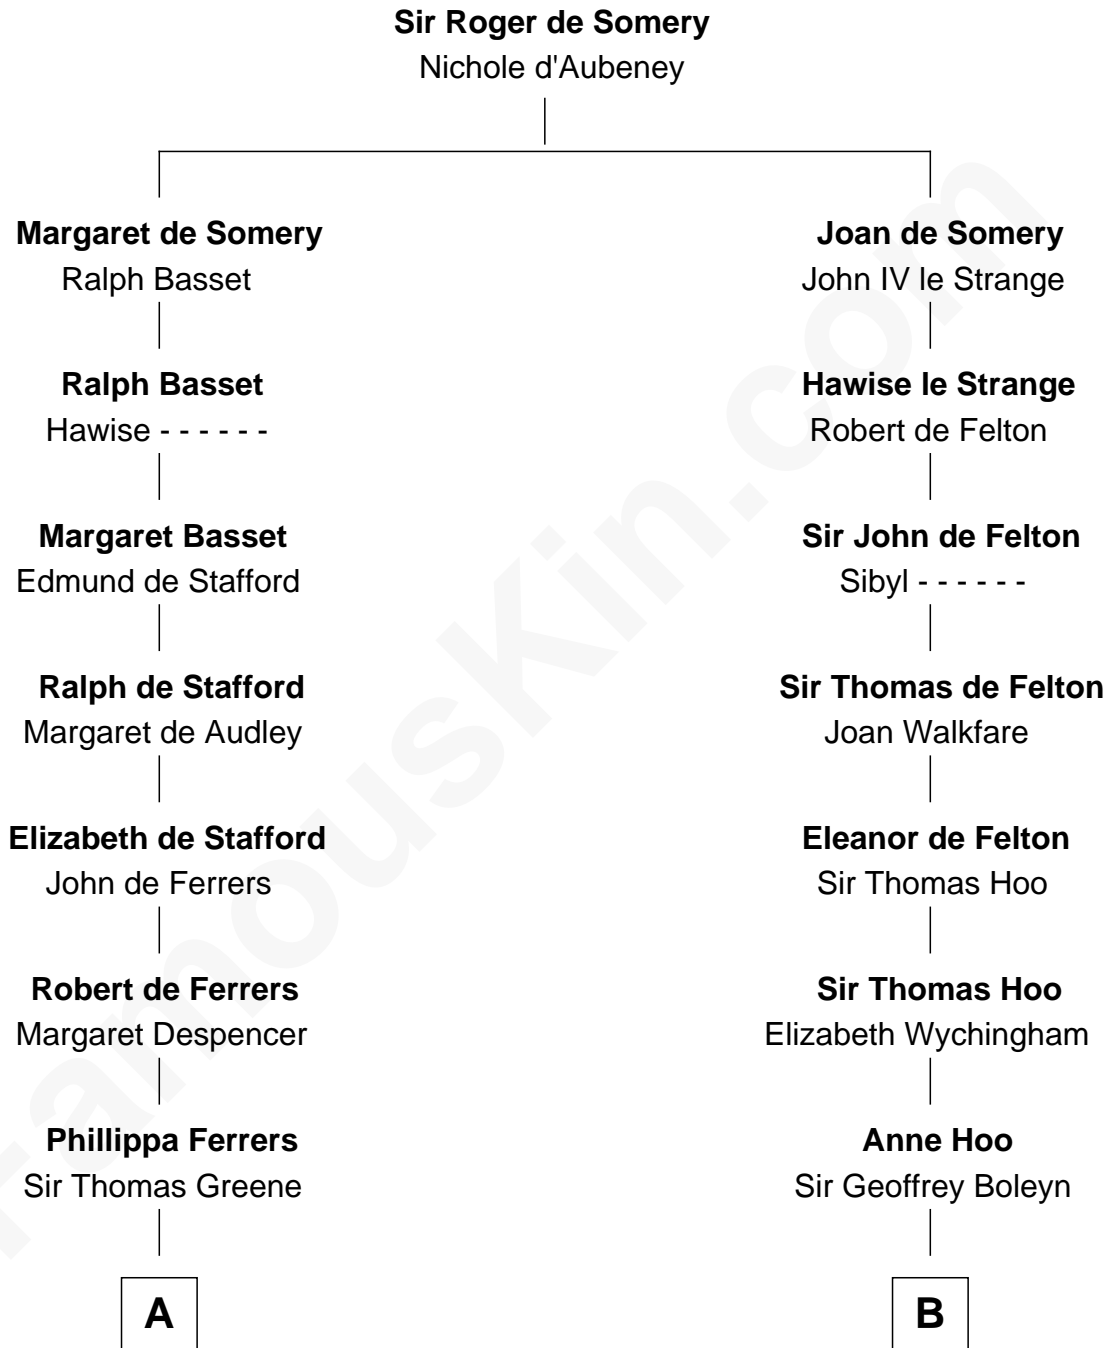 Sir Roger de Somery
Nichole d'Aubeney
Margaret de Somery
Ralph Basset
Joan de Somery
John IV le Strange
Ralph Basset
Hawise - - - - - -
Hawise le Strange
Robert de Felton
Margaret Basset
Edmund de Stafford
Sir John de Felton
Sibyl - - - - - -
Ralph de Stafford
Margaret de Audley
Sir Thomas de Felton
Joan Walkfare
Elizabeth de Stafford
John de Ferrers
Eleanor de Felton
Sir Thomas Hoo
Robert de Ferrers
Margaret Despencer
Sir Thomas Hoo
Elizabeth Wychingham
Phillippa Ferrers
Sir Thomas Greene
Anne Hoo
Sir Geoffrey Boleyn
A
B
FamousKin.com